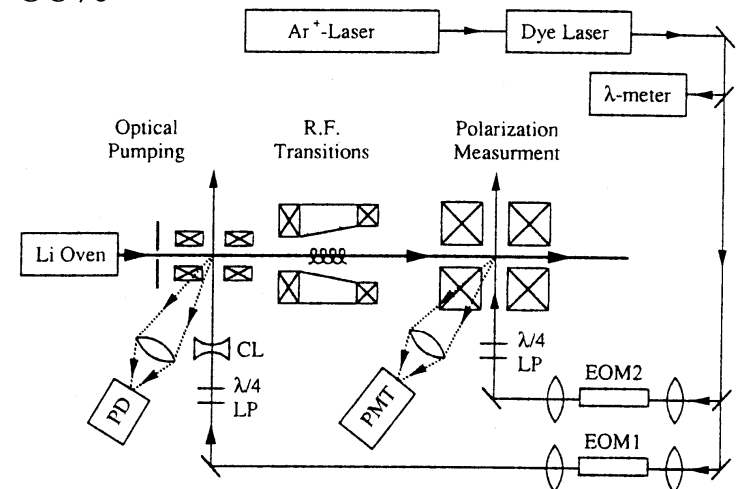 Ar+-Laser
Dye Laser
λ-meter
Optical
Pumping
R.F.
Transitions
Polarization
Measurment
Li Oven
CL
λ/4
LP
PD
λ/4
LP
PMT
EOM2
EOM1